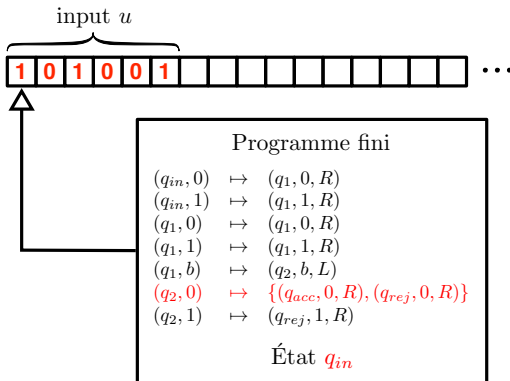 input u
1 0 1 0 0 1 ...
Programme fini
(q_in, 0) ↦ (q_1, 0, R)
(q_in, 1) ↦ (q_1, 1, R)
(q_1, 0) ↦ (q_1, 0, R)
(q_1, 1) ↦ (q_1, 1, R)
(q_1, b) ↦ (q_2, b, L)
(q_2, 0) ↦ {(q_acc, 0, R), (q_rej, 0, R)}
(q_2, 1) ↦ (q_rej, 1, R)
État q_in